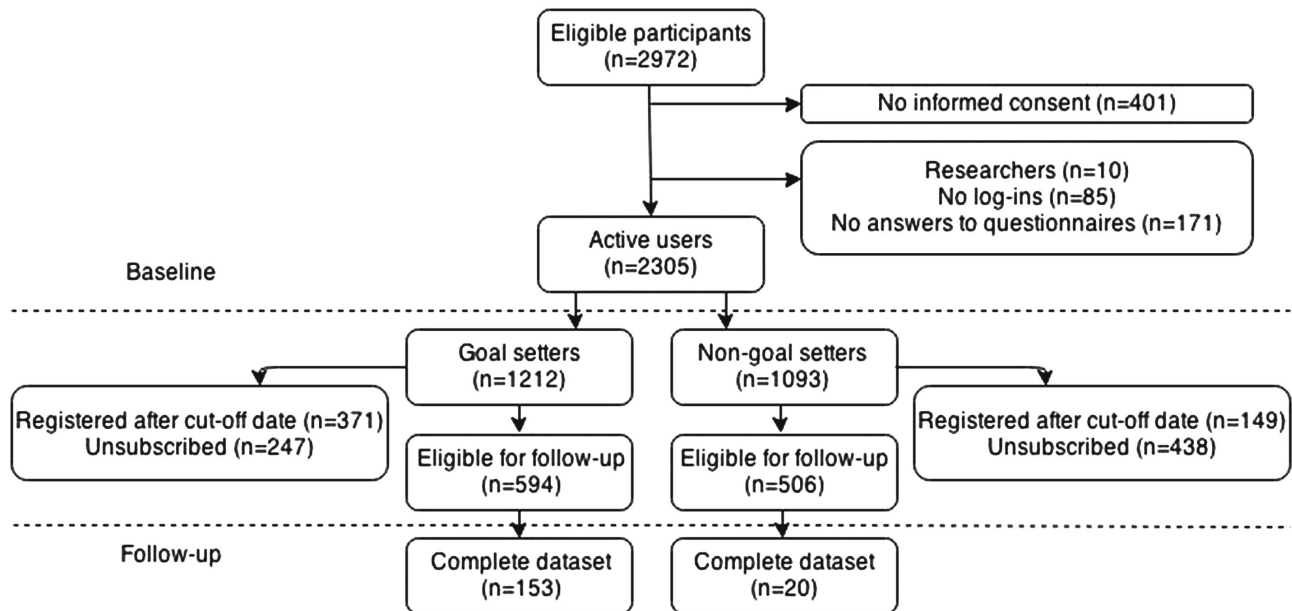 Eligible participants
(n=2972)
No informed consent (n=401)
Researchers (n=10)
No log-ins (n=85)
No answers to questionnaires (n=171)
Active users
(n=2305)
Baseline
Goal setters
(n=1212)
Non-goal setters
(n=1093)
Registered after cut-off date (n=371)
Unsubscribed (n=247)
Registered after cut-off date (n=149)
Unsubscribed (n=438)
Eligible for follow-up
(n=594)
Eligible for follow-up
(n=506)
Follow-up
Complete dataset
(n=153)
Complete dataset
(n=20)